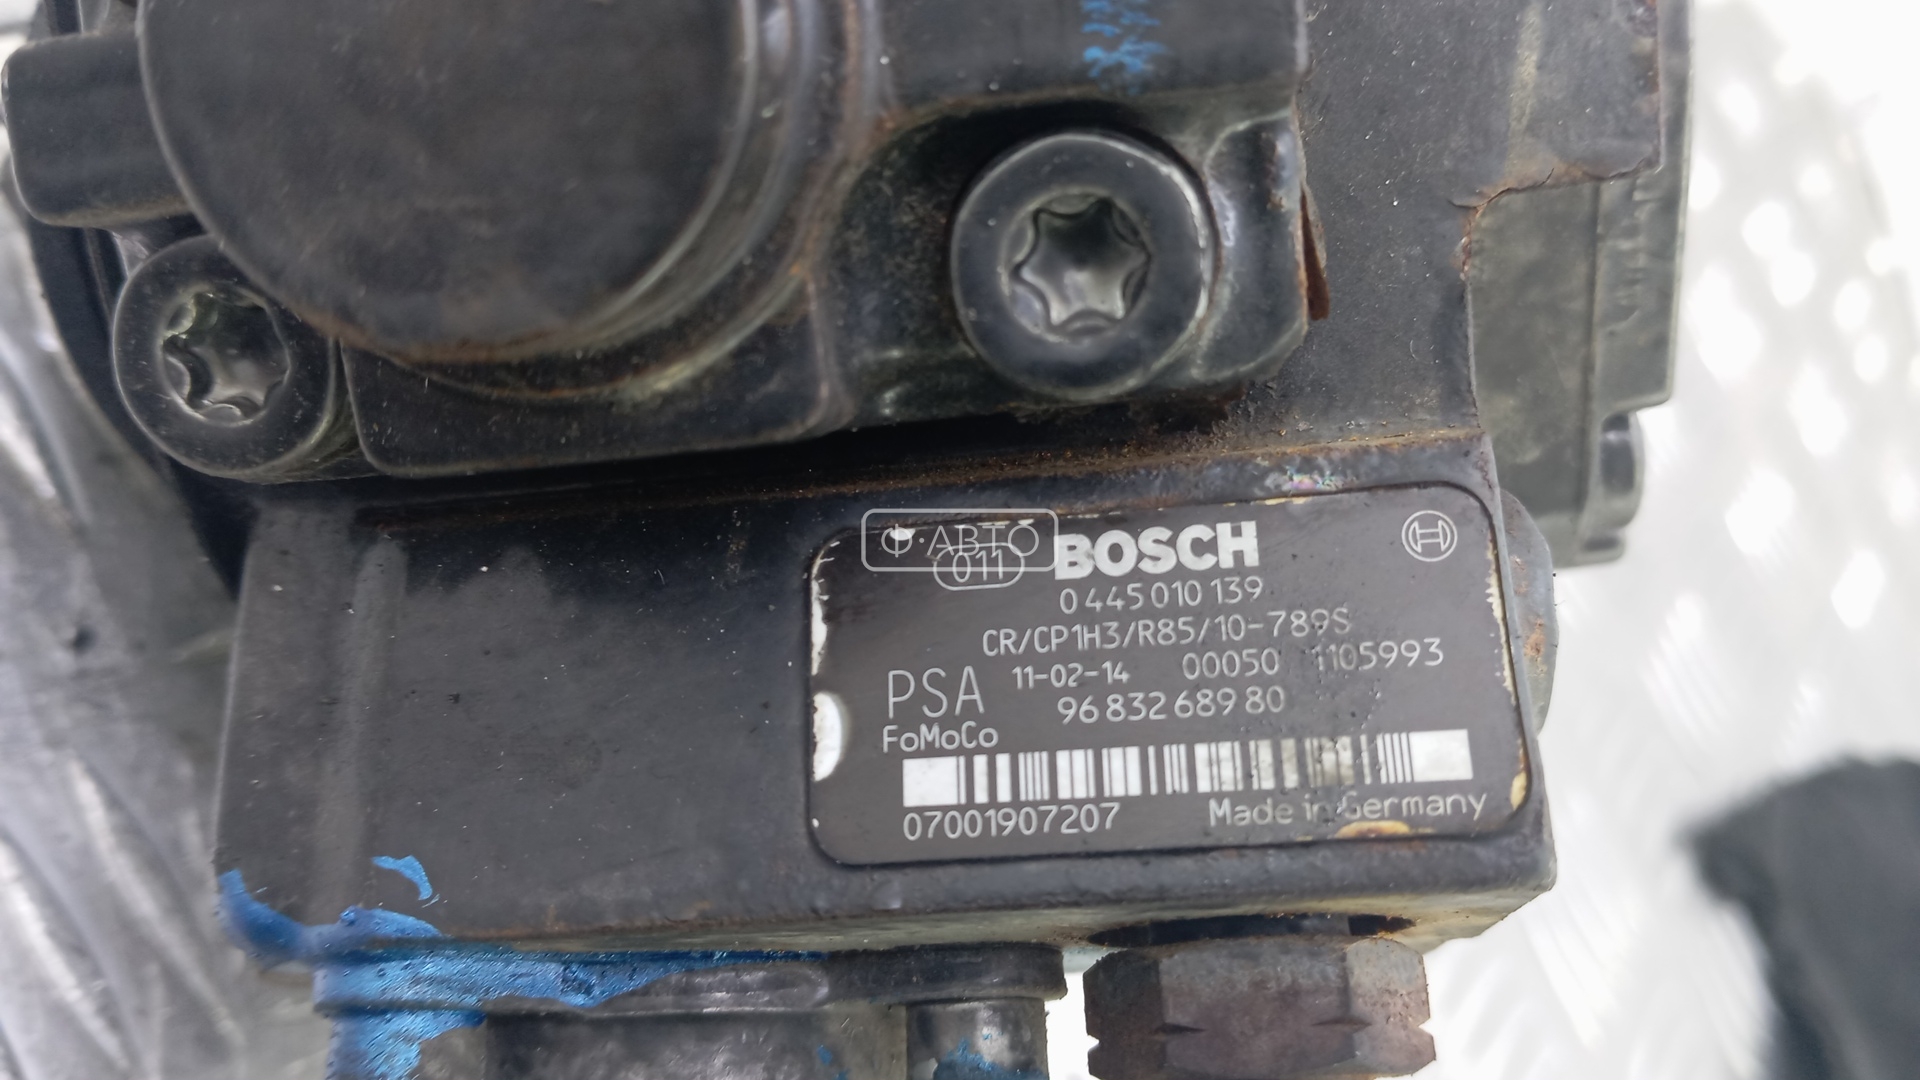 Ф·АВТО
011 BOSCH
0 445 010 139
CR/CP1H3/R85/10-789S
PSA 11-02-14 00050 1105993
96 832 689 80
FoMoCo
07001907207 Made in Germany